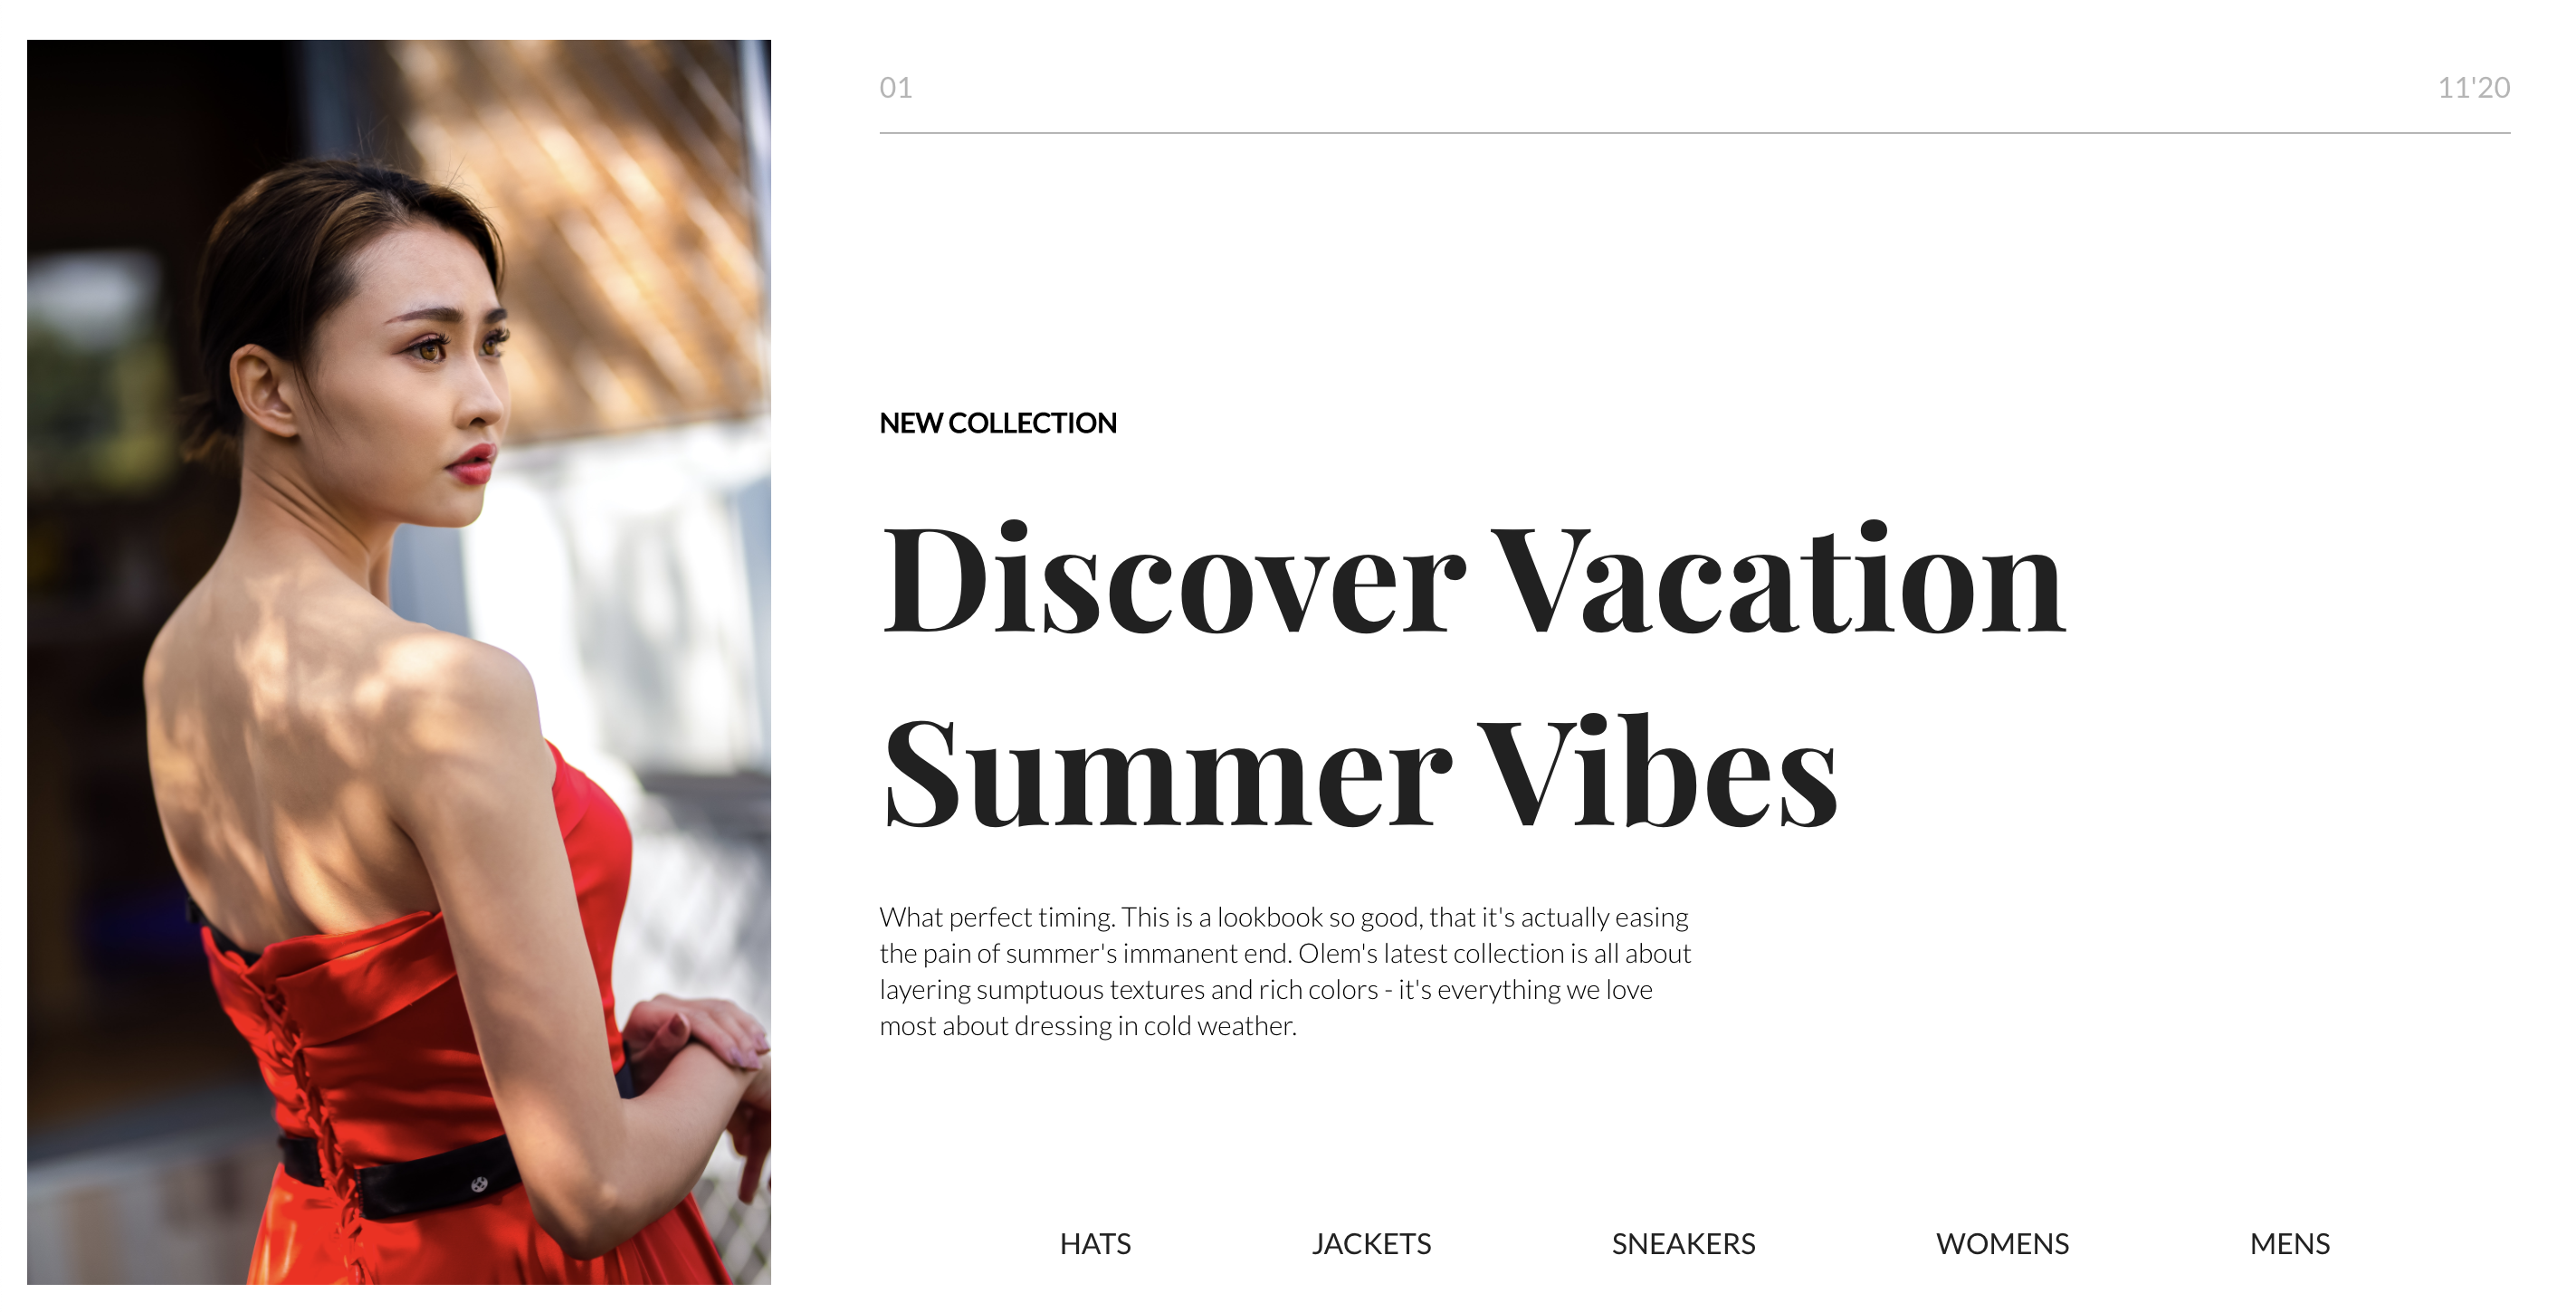 01
11'20
NEW COLLECTION
Discover Vacation
Summer Vibes
What perfect timing. This is a lookbook so good, that it's actually easing
the pain of summer's immanent end. Olem's latest collection is all about
layering sumptuous textures and rich colors - it's everything we love
most about dressing in cold weather.
HATS
JACKETS
SNEAKERS
WOMENS
MENS